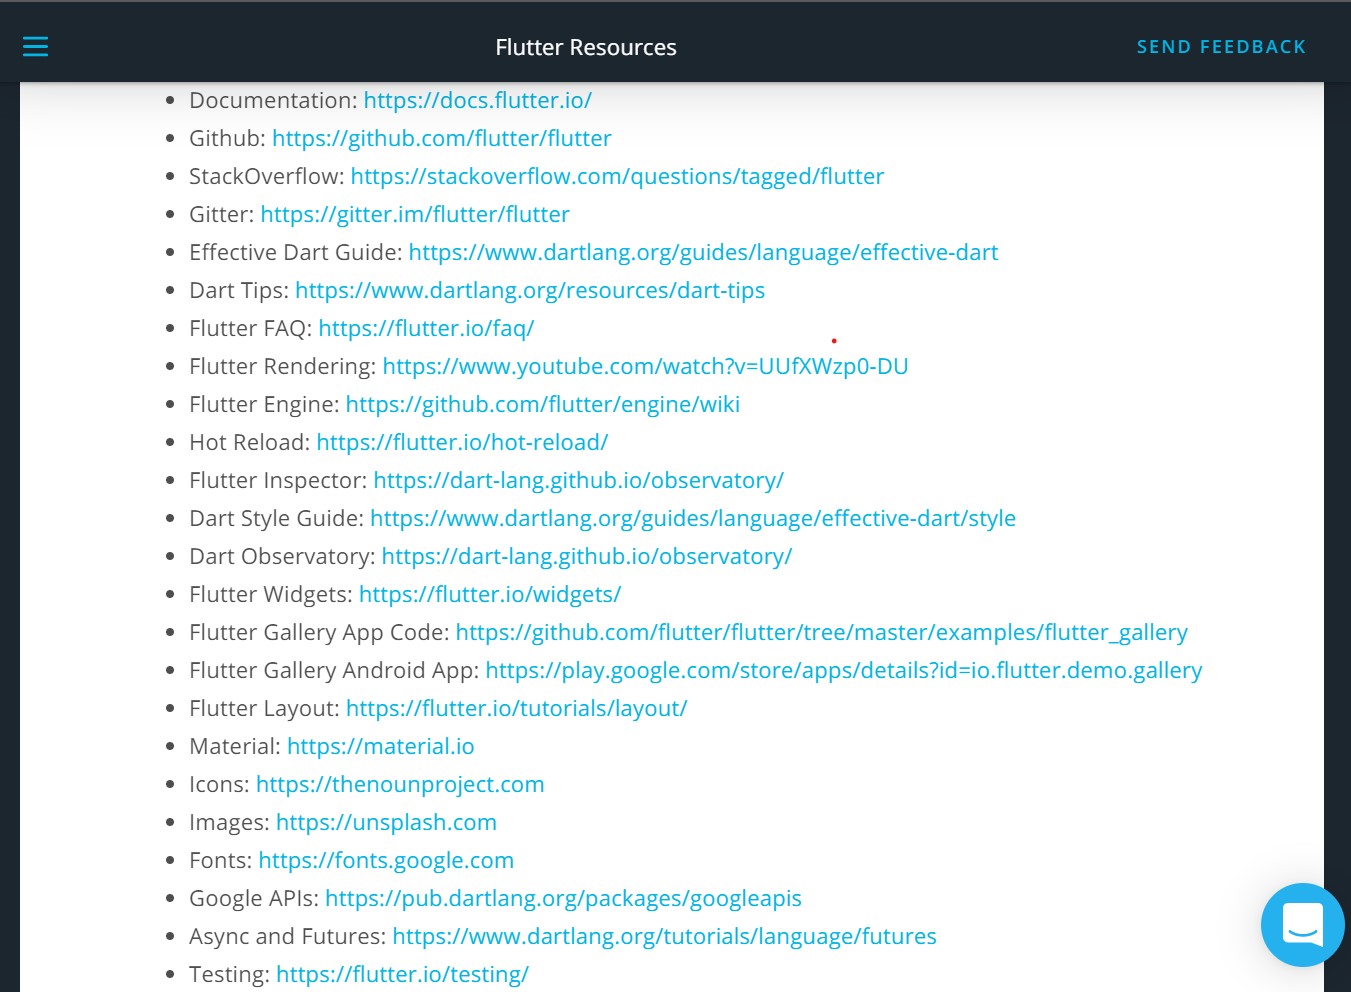 Flutter Resources
SEND FEEDBACK
Documentation: https://docs.flutter.io/
Github: https://github.com/flutter/flutter
StackOverflow: https://stackoverflow.com/questions/tagged/flutter
Gitter: https://gitter.im/flutter/flutter
Effective Dart Guide: https://www.dartlang.org/guides/language/effective-dart
Dart Tips: https://www.dartlang.org/resources/dart-tips
Flutter FAQ: https://flutter.io/faq/
Flutter Rendering: https://www.youtube.com/watch?v=UUfXWzp0-DU
Flutter Engine: https://github.com/flutter/engine/wiki
Hot Reload: https://flutter.io/hot-reload/
Flutter Inspector: https://dart-lang.github.io/observatory/
Dart Style Guide: https://www.dartlang.org/guides/language/effective-dart/style
Dart Observatory: https://dart-lang.github.io/observatory/
Flutter Widgets: https://flutter.io/widgets/
Flutter Gallery App Code: https://github.com/flutter/flutter/tree/master/examples/flutter_gallery
Flutter Gallery Android App: https://play.google.com/store/apps/details?id=io.flutter.demo.gallery
Flutter Layout: https://flutter.io/tutorials/layout/
Material: https://material.io
Icons: https://thenounproject.com
Images: https://unsplash.com
Fonts: https://fonts.google.com
Google APIs: https://pub.dartlang.org/packages/googleapis
Async and Futures: https://www.dartlang.org/tutorials/language/futures
Testing: https://flutter.io/testing/